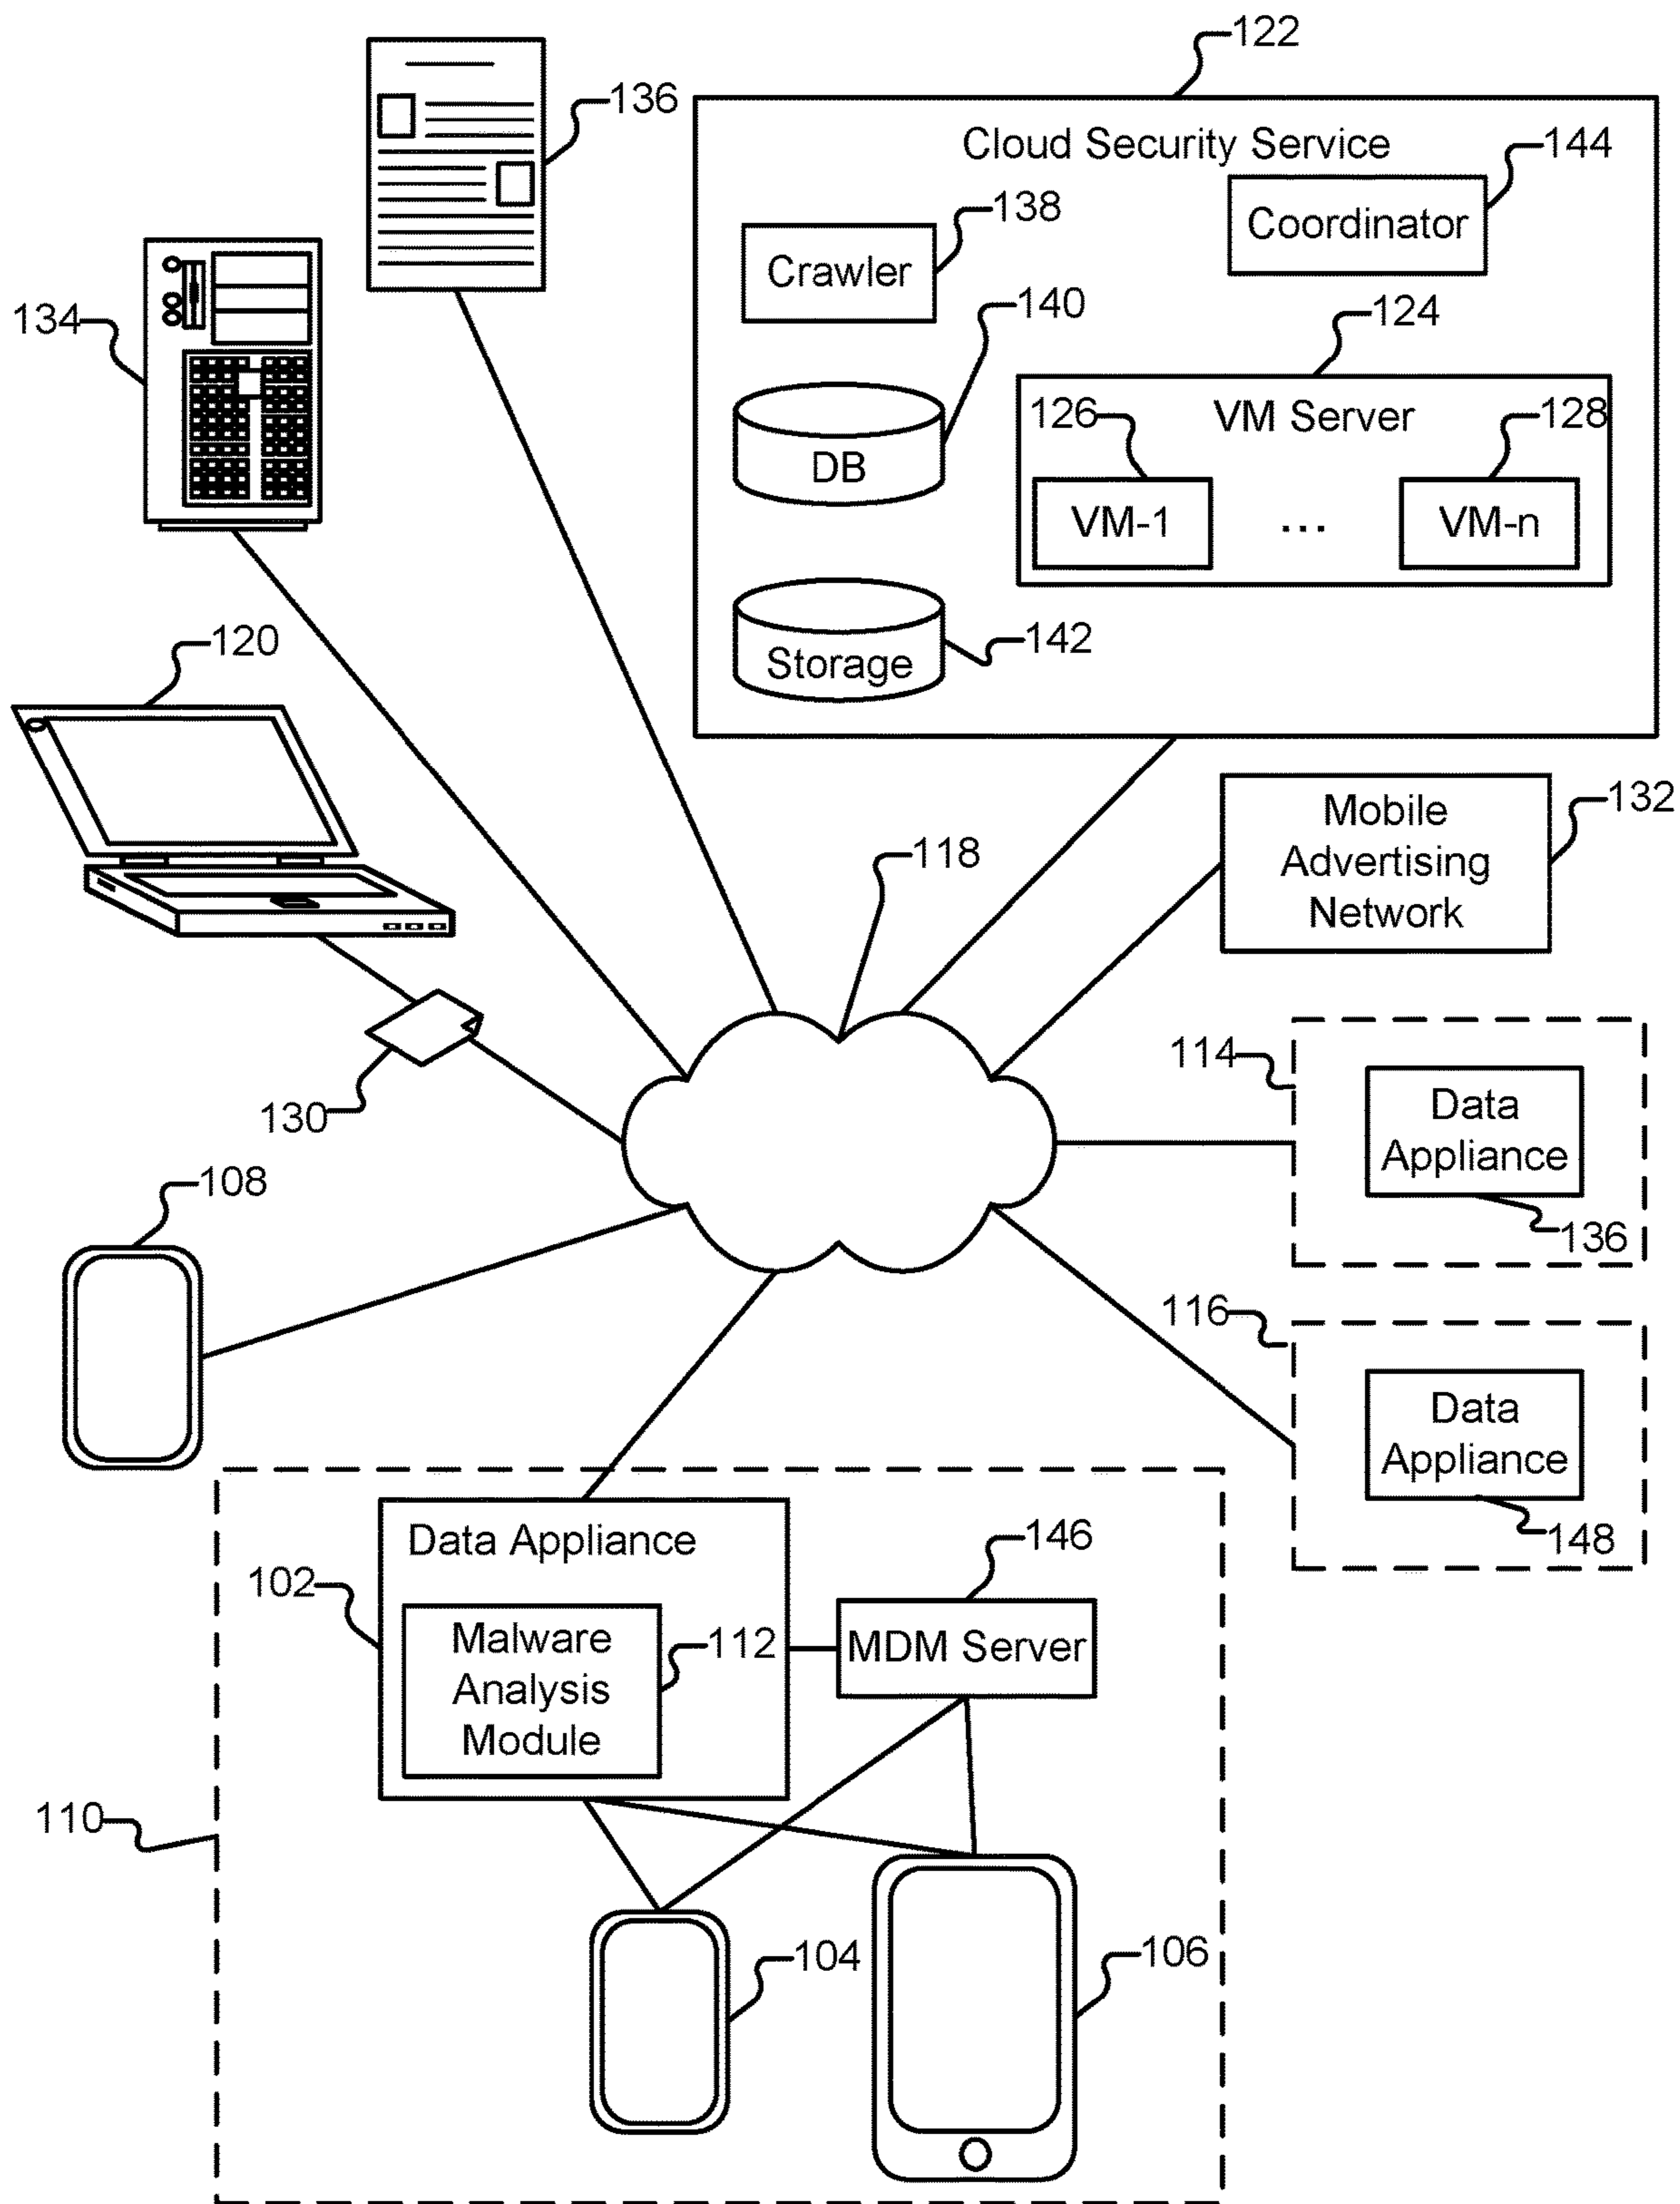 122
136
Cloud Security Service
144
138
Coordinator
Crawler
134
140
124
126
VM Server
128
DB
VM-1
...
VM-n
120
142
Storage
132
Mobile
Advertising
Network
118
114
Data
Appliance
130
136
108
116
Data
Appliance
148
Data Appliance
146
102
Malware
Analysis
Module
112
MDM Server
110
104
106